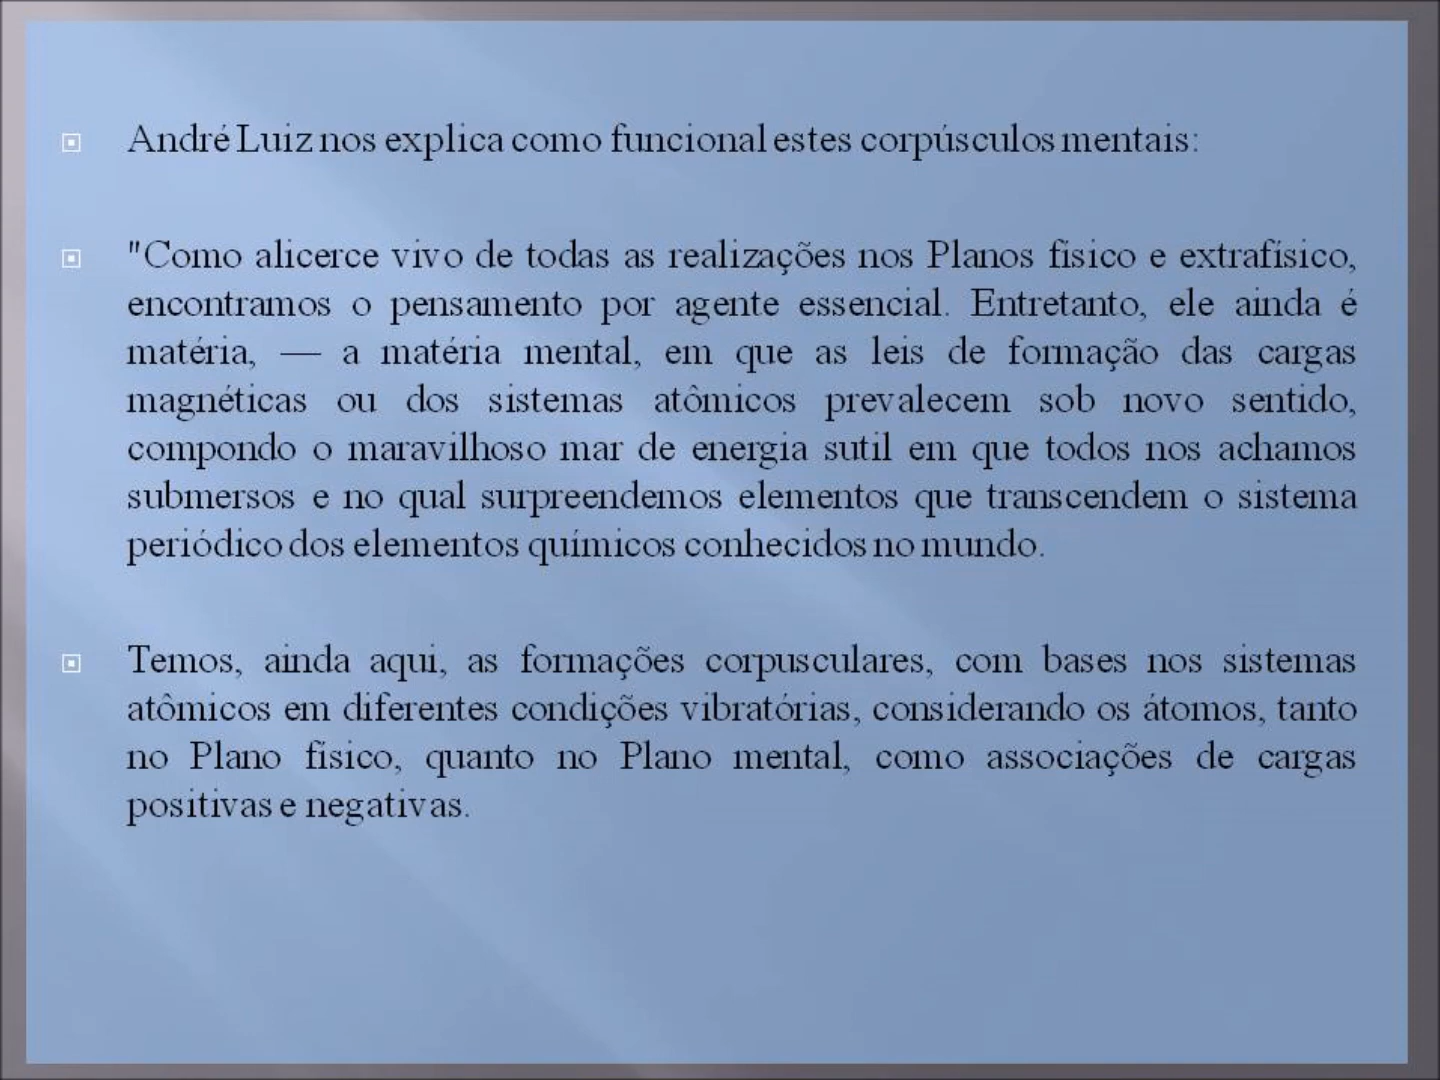 André Luiz nos explica como funcional estes corpúsculos mentais:
"Como alicerce vivo de todas as realizações nos Planos físico e extrafísico,
encontramos o pensamento por agente essencial. Entretanto, ele ainda é
matéria, — a matéria mental, em que as leis de formação das cargas
magnéticas ou dos sistemas atômicos prevalecem sob novo sentido,
compondo o maravilhoso mar de energia sutil em que todos nos achamos
submersos e no qual surpreendemos elementos que transcendem o sistema
periódico dos elementos químicos conhecidos no mundo.
Temos, ainda aqui, as formações corpusculares, com bases nos sistemas
atômicos em diferentes condições vibratórias, considerando os átomos, tanto
no Plano físico, quanto no Plano mental, como associações de cargas
positivas e negativas.